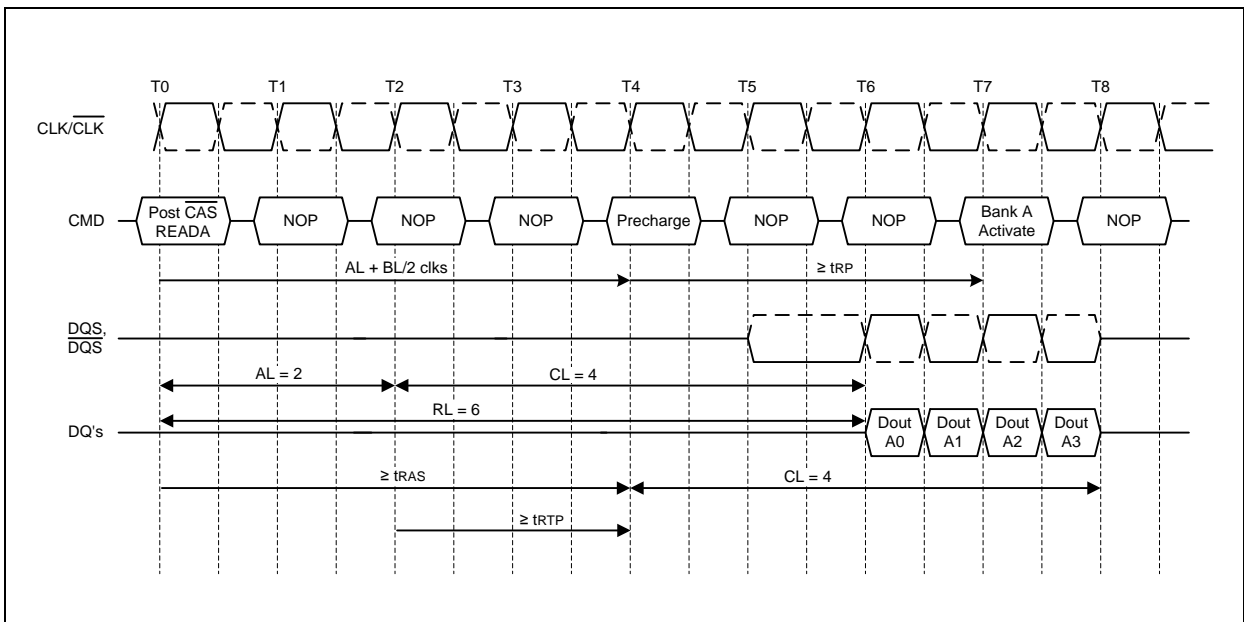 T0 T1 T2 T3 T4 T5 T6 T7 T8
CLK/CLK
CMD
Post CAS
READA
NOP
NOP
NOP
Precharge
NOP
NOP
Bank A
Activate
NOP
AL + BL/2 clks
≥ tRP
DQS,
DQS
AL = 2
CL = 4
RL = 6
DQ's
Dout
A0
Dout
A1
Dout
A2
Dout
A3
≥ tRAS
CL = 4
≥ tRTP